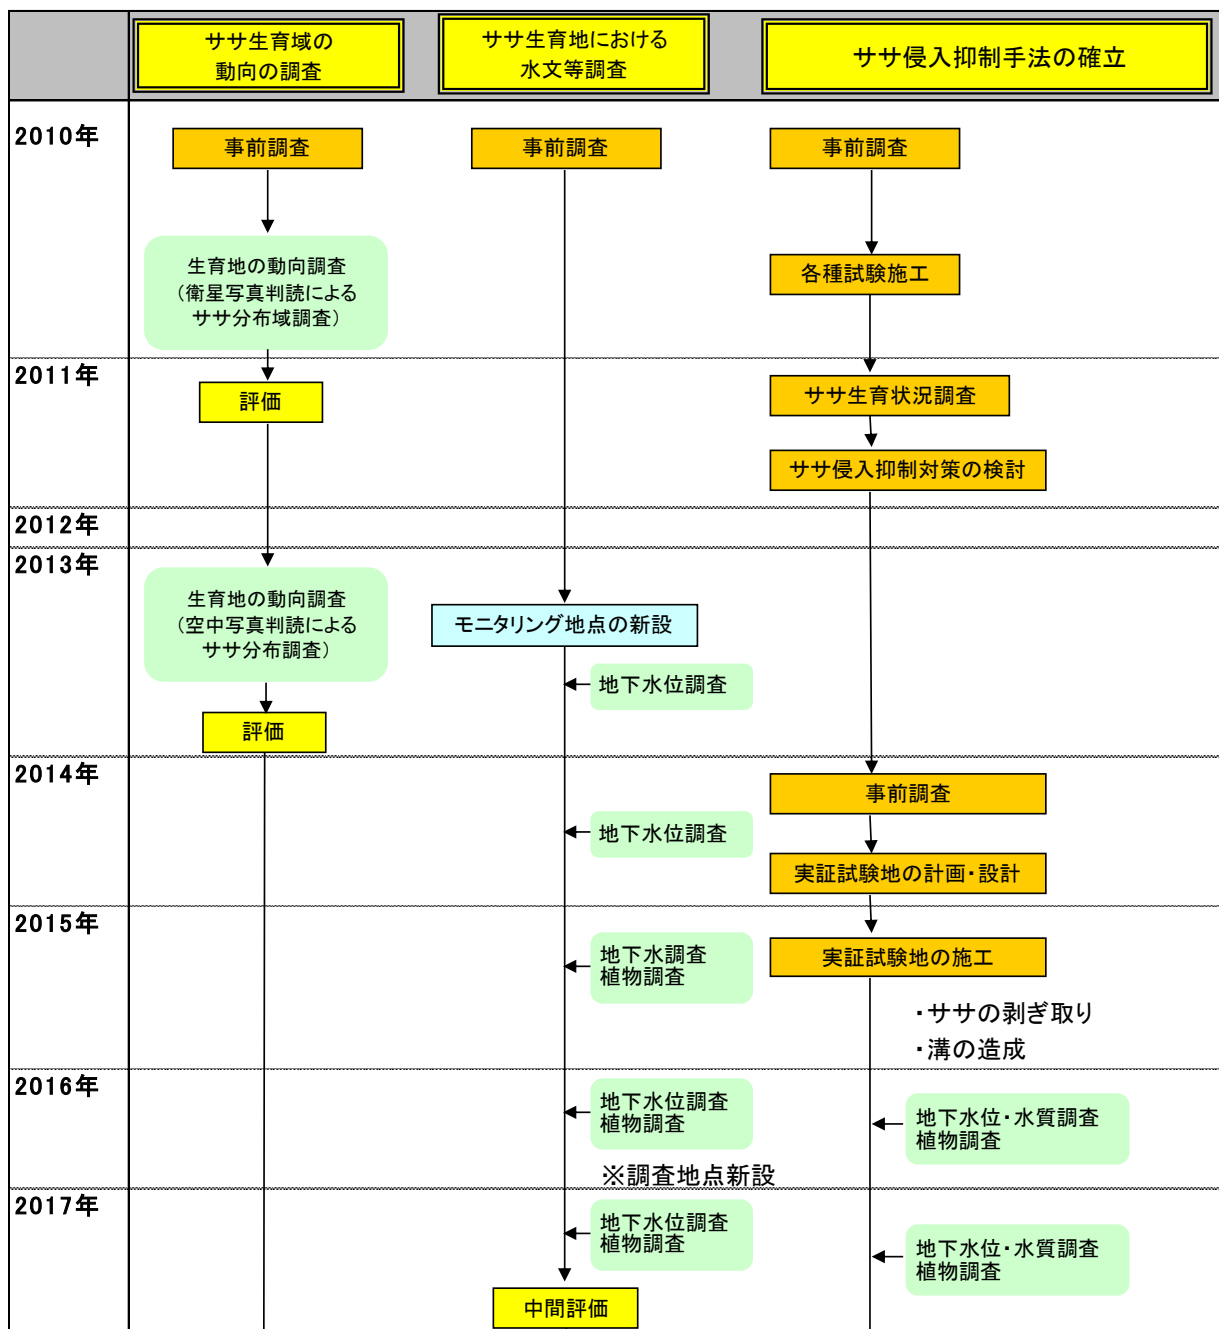 ササ生育域の
動向の調査
ササ生育地における
水文等調査
ササ侵入抑制手法の確立
2010年
事前調査
事前調査
事前調査
生育地の動向調査
(衛星写真判読による
ササ分布域調査)
各種試験施工
2011年
評価
ササ生育状況調査
ササ侵入抑制対策の検討
2012年
2013年
生育地の動向調査
(空中写真判読による
ササ分布調査)
モニタリング地点の新設
地下水位調査
評価
2014年
事前調査
地下水位調査
実証試験地の計画・設計
2015年
地下水調査
植物調査
実証試験地の施工
・ササの剥ぎ取り
・溝の造成
2016年
地下水位調査
植物調査
地下水位・水質調査
植物調査
※調査地点新設
2017年
地下水位調査
植物調査
地下水位・水質調査
植物調査
中間評価